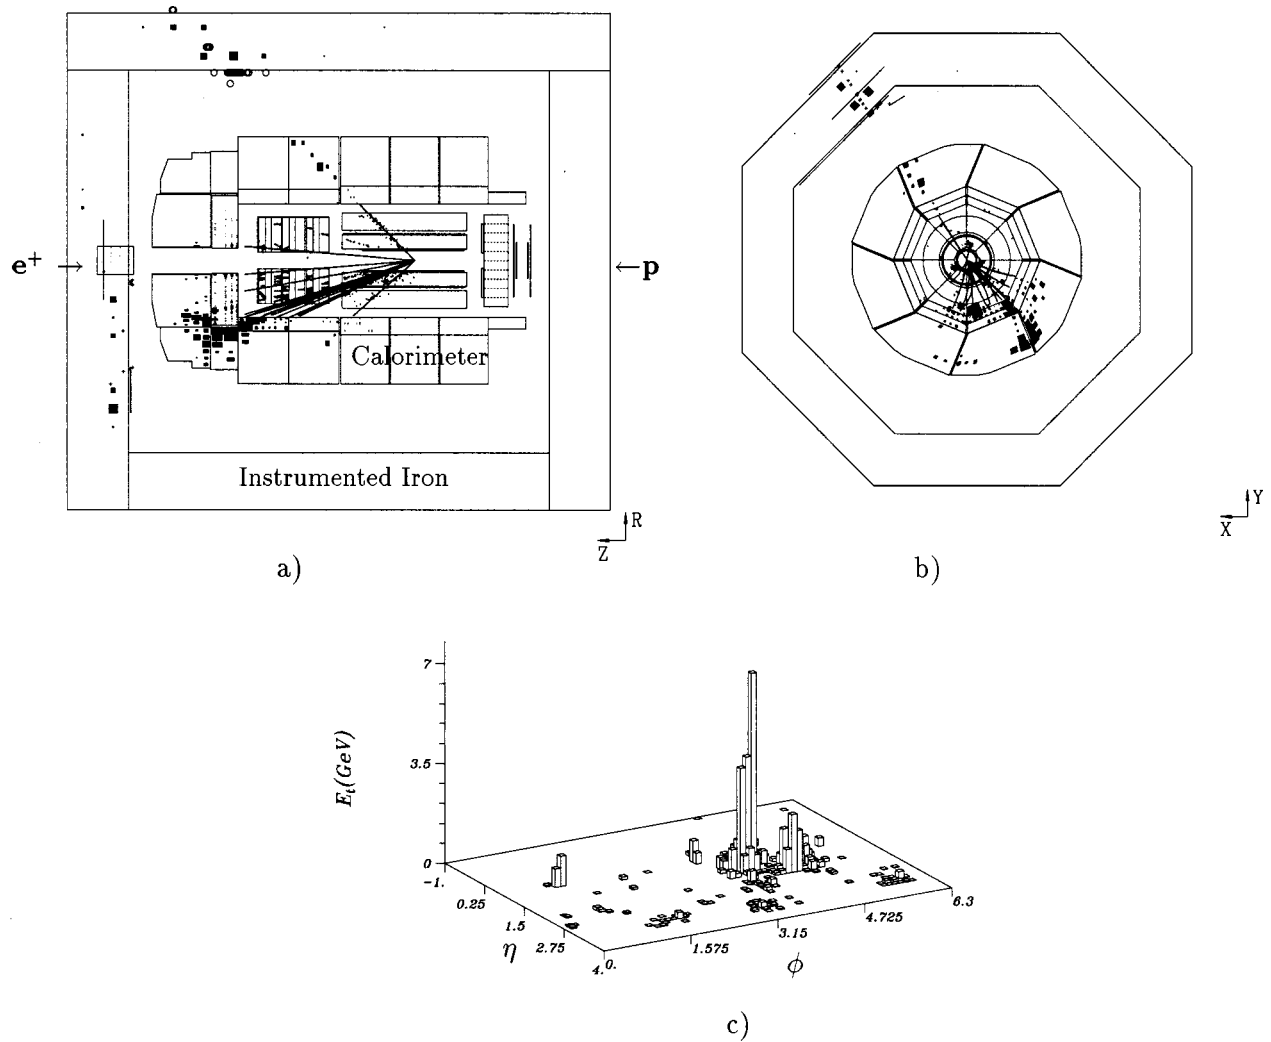 e+ →
←p
Calorimeter
Instrumented Iron
R
Z
Y
X
a)
b)
7
3.5
0
Et(GeV)
-1.
0.25
1.5
2.75
4.
η
0.
1.575
3.15
4.725
6.3
ϕ
c)